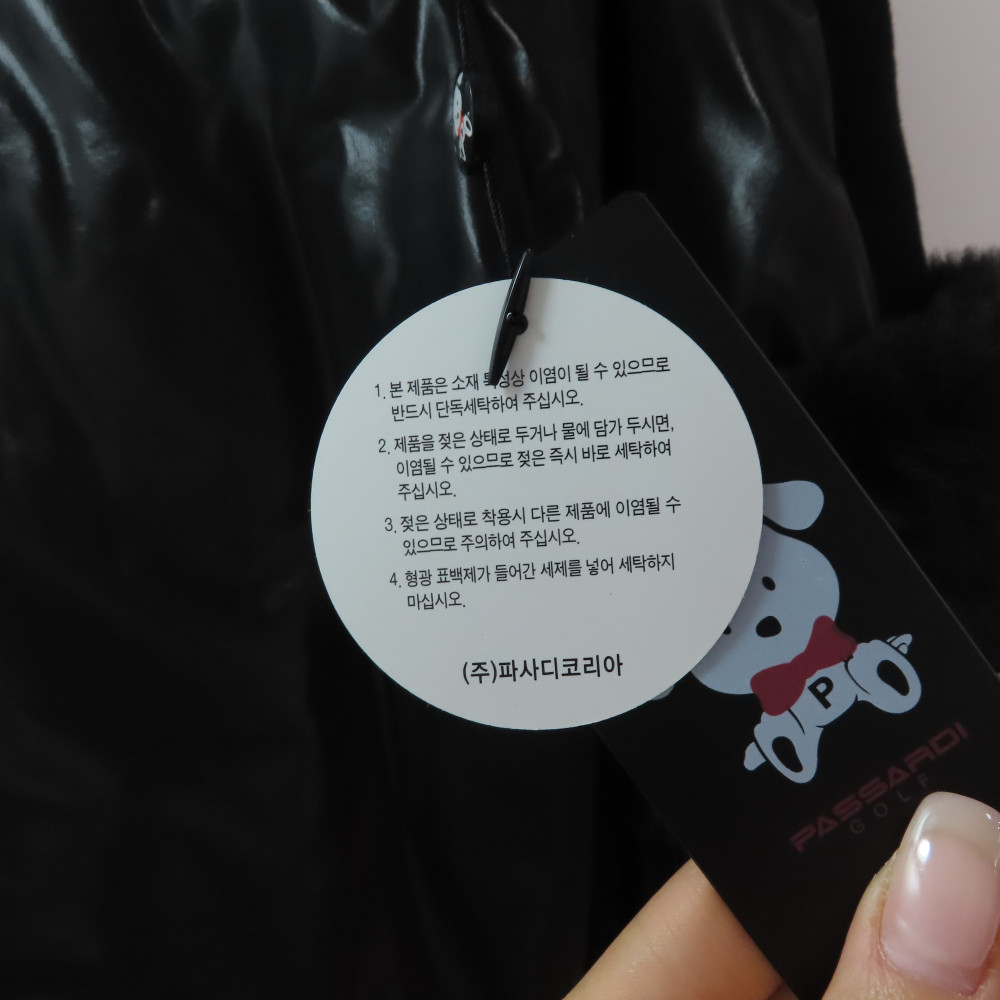 1. 본 제품은 소재 특성상 이염이 될 수 있으므로
반드시 단독세탁하여 주십시오.
2. 제품을 젖은 상태로 두거나 물에 담가 두시면,
이염될 수 있으므로 젖은 즉시 바로 세탁하여
주십시오.
3. 젖은 상태로 착용시 다른 제품에 이염될 수
있으므로 주의하여 주십시오.
4. 형광 표백제가 들어간 세제를 넣어 세탁하지
마십시오.
(주)파사디코리아
P
PASSARDI
GOLF